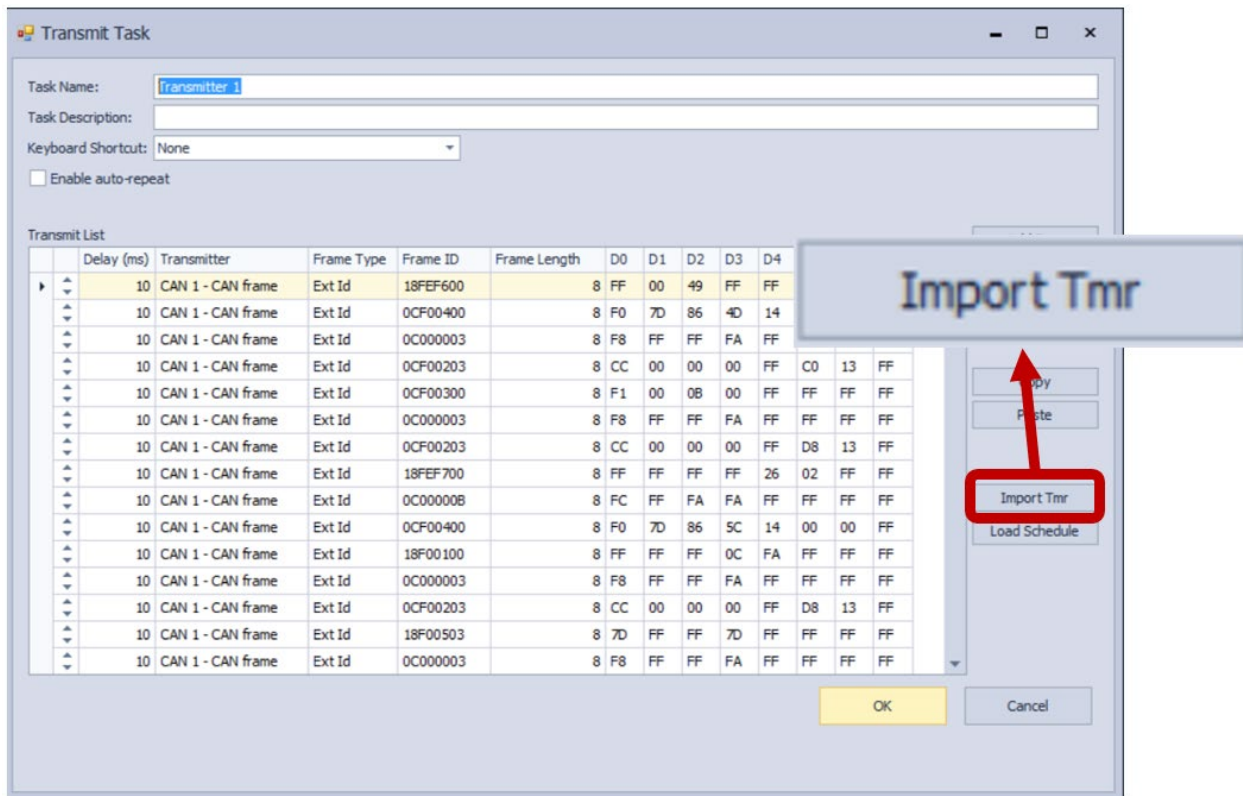 Transmit Task
Task Name: Transmitter 1
Task Description:
Keyboard Shortcut: None
Enable auto-repeat
Transmit List
Delay (ms) Transmitter Frame Type Frame ID Frame Length D0 D1 D2 D3 D4
10 CAN 1 - CAN frame Ext Id 18FEF600 8 FF 00 49 FF FF
10 CAN 1 - CAN frame Ext Id 0CF00400 8 F0 7D 86 4D 14
10 CAN 1 - CAN frame Ext Id 0C000003 8 F8 FF FF FA FF
10 CAN 1 - CAN frame Ext Id 0CF00203 8 CC 00 00 00 FF C0 13 FF
10 CAN 1 - CAN frame Ext Id 0CF00300 8 F1 00 0B 00 FF FF FF FF
10 CAN 1 - CAN frame Ext Id 0C000003 8 F8 FF FF FA FF FF FF FF
10 CAN 1 - CAN frame Ext Id 0CF00203 8 CC 00 00 00 FF D8 13 FF
10 CAN 1 - CAN frame Ext Id 18FEF700 8 FF FF FF FF 26 02 FF FF
10 CAN 1 - CAN frame Ext Id 0C00000B 8 FC FF FA FA FF FF FF FF
10 CAN 1 - CAN frame Ext Id 0CF00400 8 F0 7D 86 5C 14 00 00 FF
10 CAN 1 - CAN frame Ext Id 18F00100 8 FF FF FF 0C FA FF FF FF
10 CAN 1 - CAN frame Ext Id 0C000003 8 F8 FF FF FA FF FF FF FF
10 CAN 1 - CAN frame Ext Id 0CF00203 8 CC 00 00 00 FF D8 13 FF
10 CAN 1 - CAN frame Ext Id 18F00503 8 7D FF FF 7D FF FF FF FF
10 CAN 1 - CAN frame Ext Id 0C000003 8 F8 FF FF FA FF FF FF FF
Import Tmr
Copy
Paste
Import Tmr
Load Schedule
OK Cancel